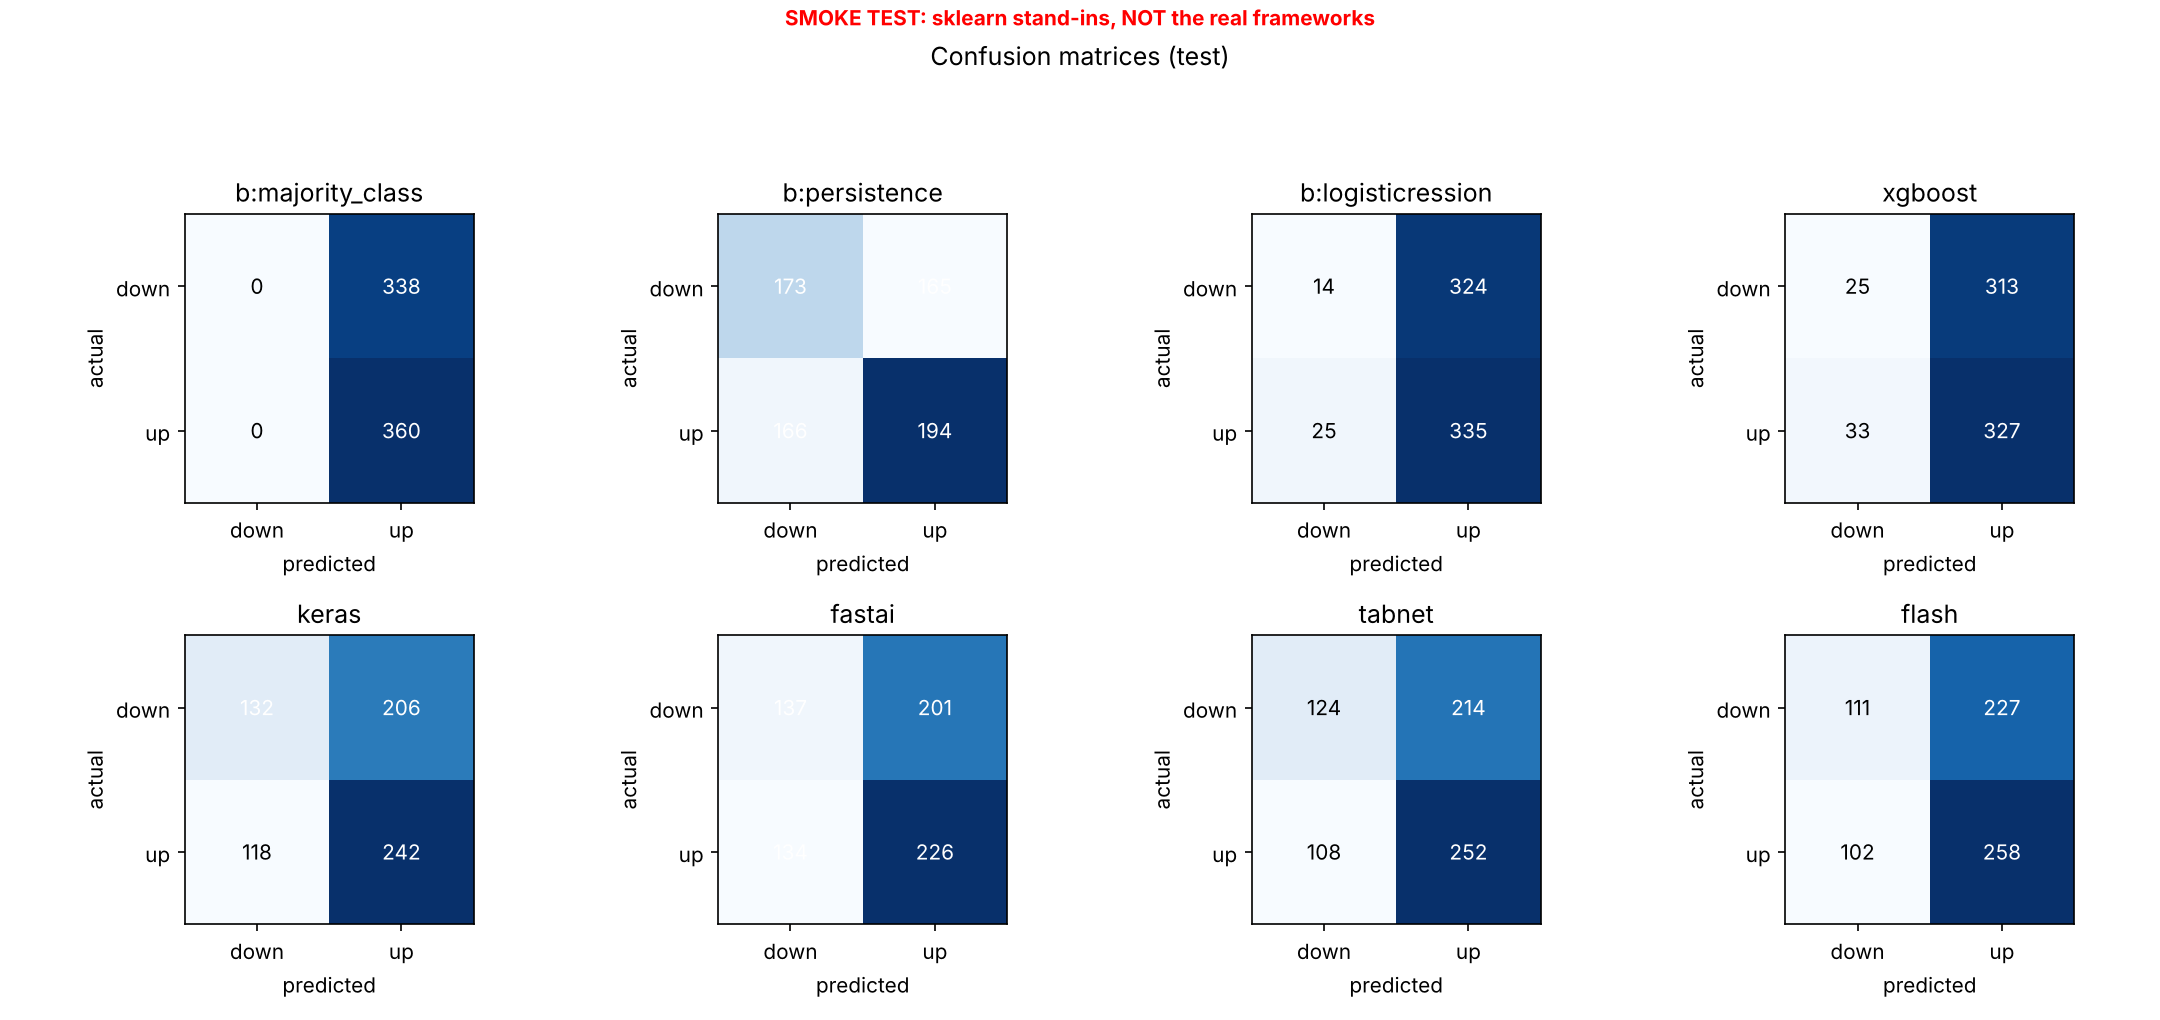 SMOKE TEST: sklearn stand-ins, NOT the real frameworks
Confusion matrices (test)
b:majority_class
down 0 338
actual
up 0 360
down up
predicted
b:persistence
down 173 165
actual
up 166 194
down up
predicted
b:logisticression
down 14 324
actual
up 25 335
down up
predicted
xgboost
down 25 313
actual
up 33 327
down up
predicted
keras
down 132 206
actual
up 118 242
down up
predicted
fastai
down 137 201
actual
up 134 226
down up
predicted
tabnet
down 124 214
actual
up 108 252
down up
predicted
flash
down 111 227
actual
up 102 258
down up
predicted